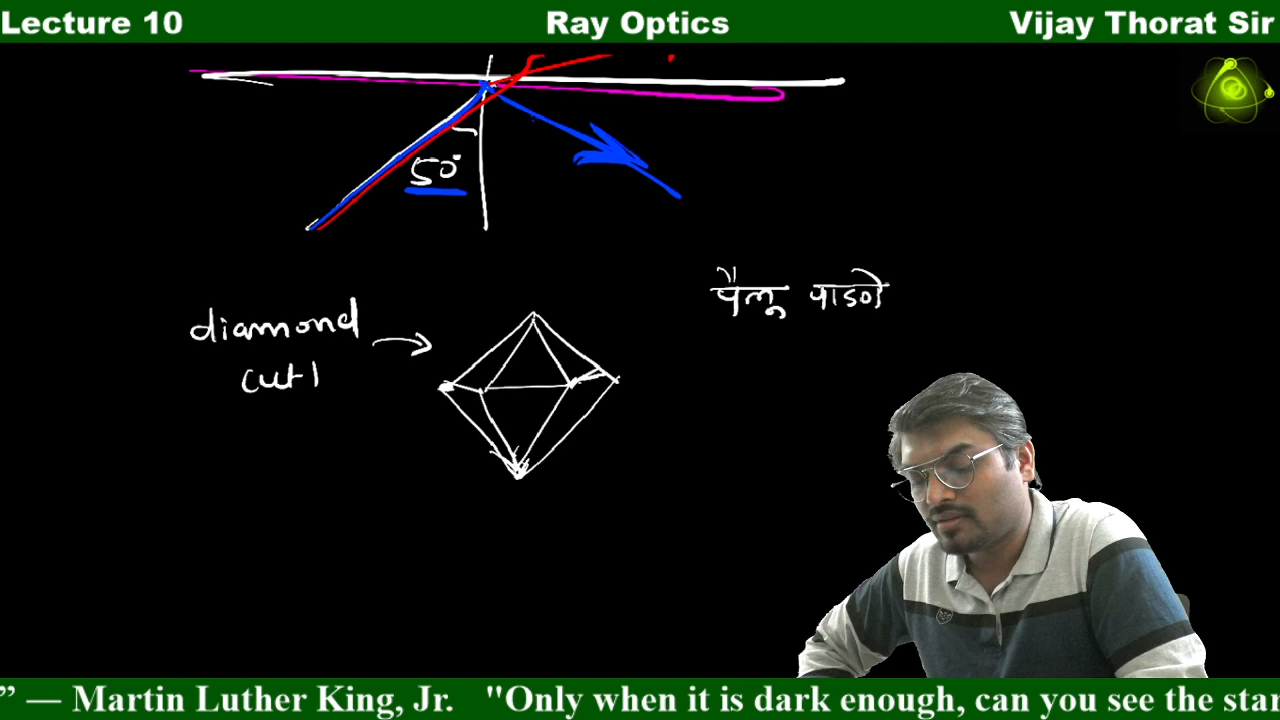 Lecture 10 Ray Optics Vijay Thorat Sir
50°
पैलू पाडणे
diamond
cut
” — Martin Luther King, Jr. "Only when it is dark enough, can you see the star